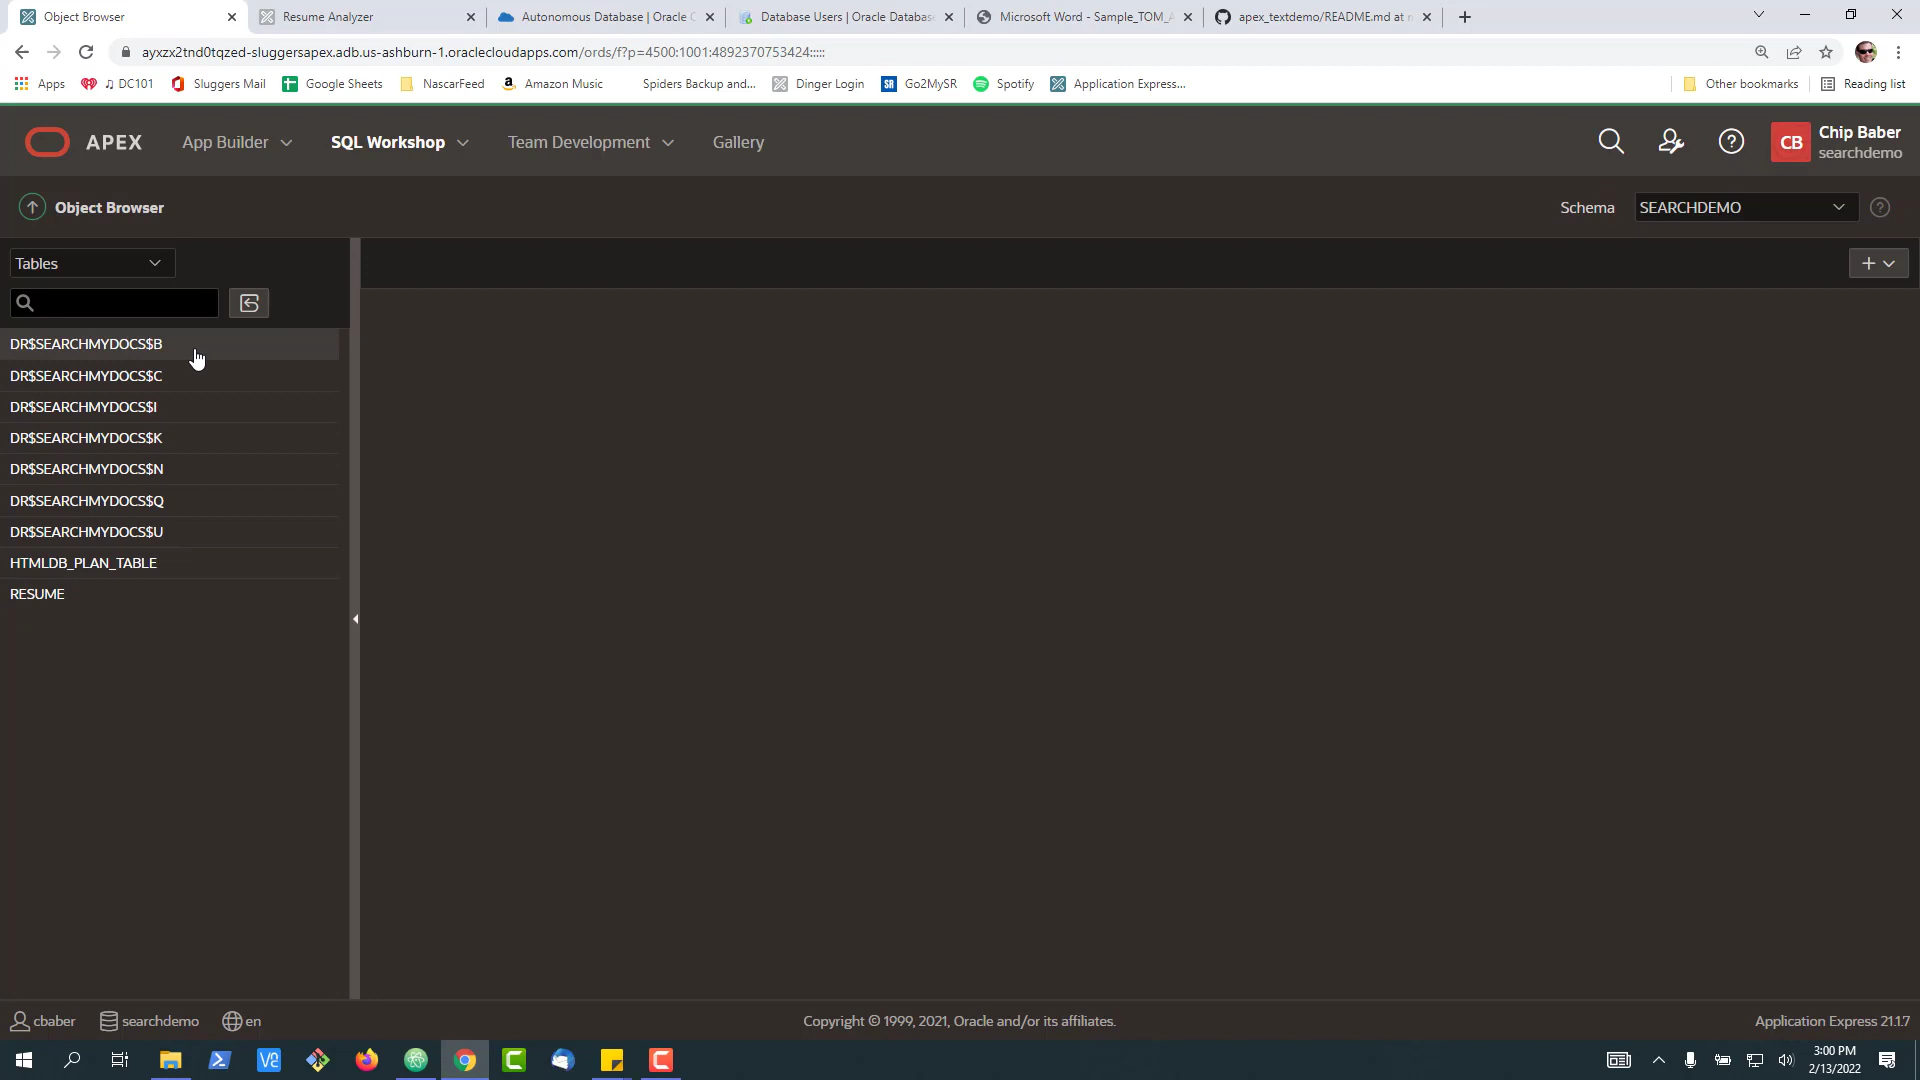 Object Browser
Resume Analyzer
Autonomous Database | Oracle C
Database Users | Oracle Databas
Microsoft Word - Sample_TOM_A
apex_textdemo/README.md at m
ayxzx2tnd0tqzed-sluggersapex.adb.us-ashburn-1.oraclecloudapps.com/ords/f?p=4500:1001:4892370753424:::::
Apps
♫ DC101
Sluggers Mail
Google Sheets
NascarFeed
Amazon Music
Spiders Backup and...
Dinger Login
SR Go2MySR
Spotify
Application Express...
Other bookmarks
Reading list
APEX
App Builder
SQL Workshop
Team Development
Gallery
CB
Chip Baber
searchdemo
Object Browser
Schema
SEARCHDEMO
Tables
DR$SEARCHMYDOCS$B
DR$SEARCHMYDOCS$C
DR$SEARCHMYDOCS$I
DR$SEARCHMYDOCS$K
DR$SEARCHMYDOCS$N
DR$SEARCHMYDOCS$Q
DR$SEARCHMYDOCS$U
HTMLDB_PLAN_TABLE
RESUME
cbaber
searchdemo
en
Copyright © 1999, 2021, Oracle and/or its affiliates.
Application Express 21.1.7
3:00 PM
2/13/2022